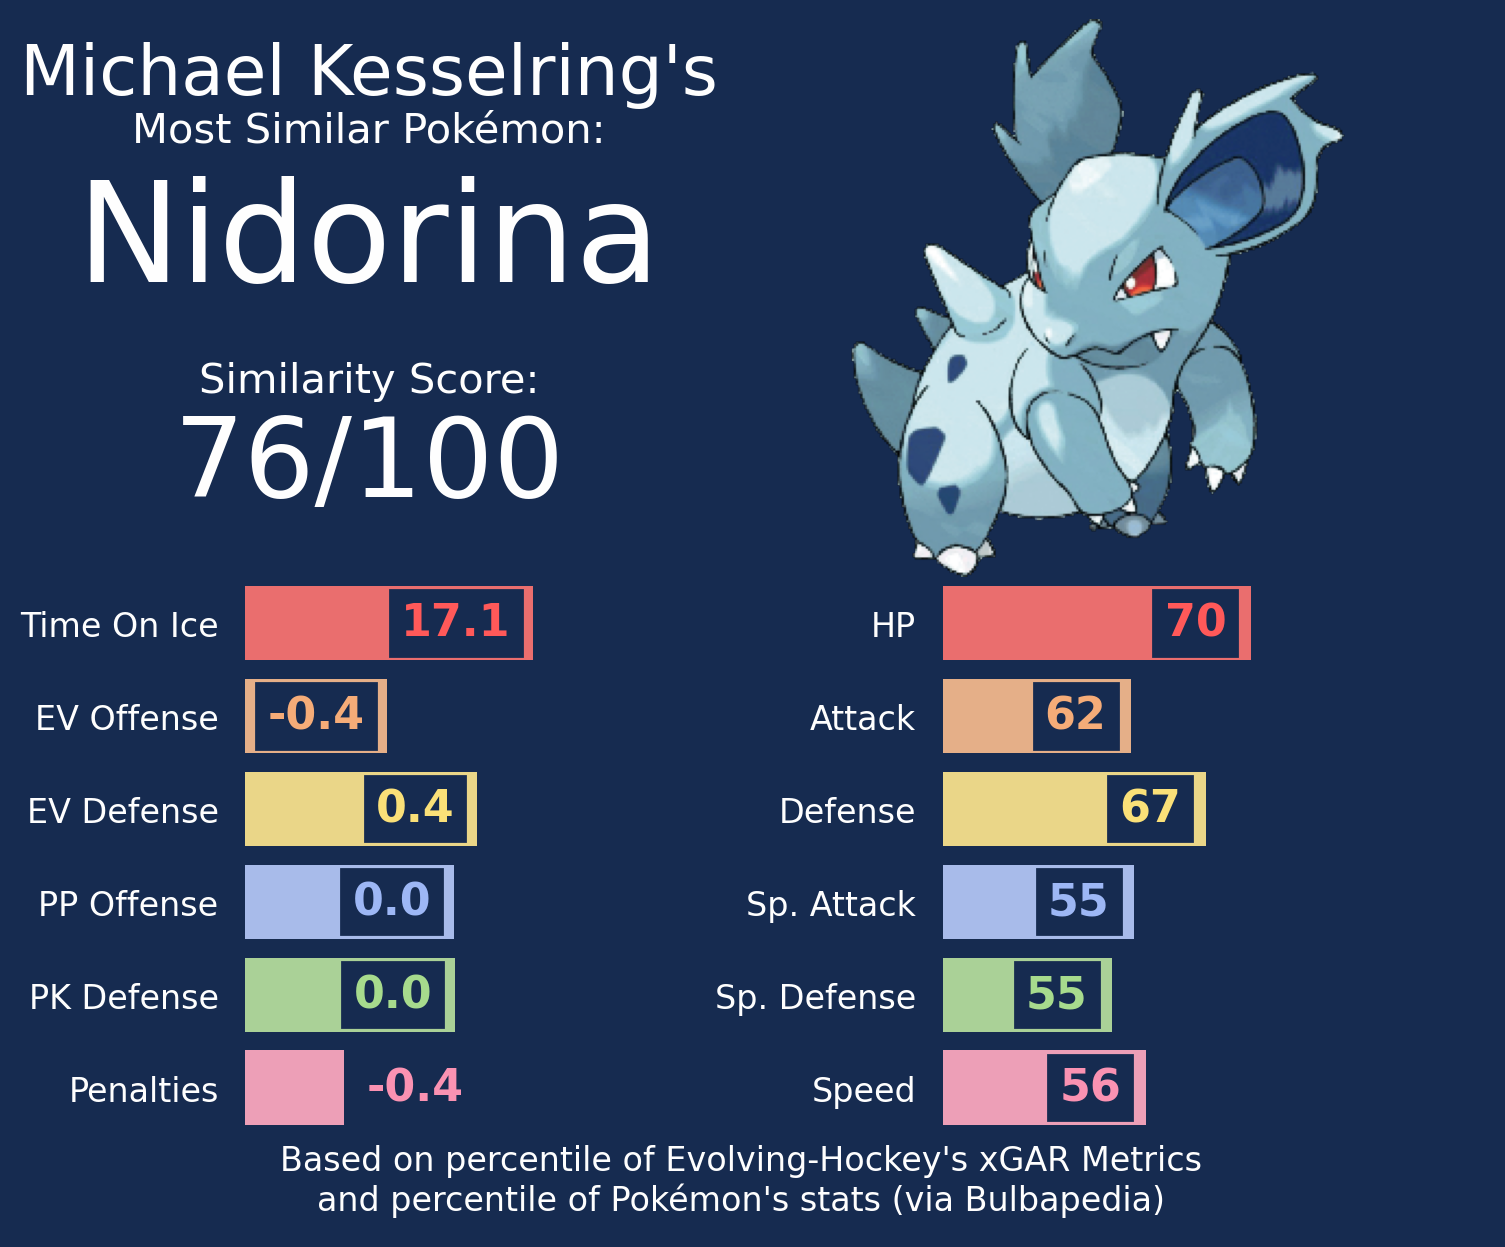 Michael Kesselring's
Most Similar Pokémon:
Nidorina
Similarity Score:
76/100
Time On Ice 17.1
EV Offense -0.4
EV Defense 0.4
PP Offense 0.0
PK Defense 0.0
Penalties -0.4
HP 70
Attack 62
Defense 67
Sp. Attack 55
Sp. Defense 55
Speed 56
Based on percentile of Evolving-Hockey's xGAR Metrics
and percentile of Pokémon's stats (via Bulbapedia)